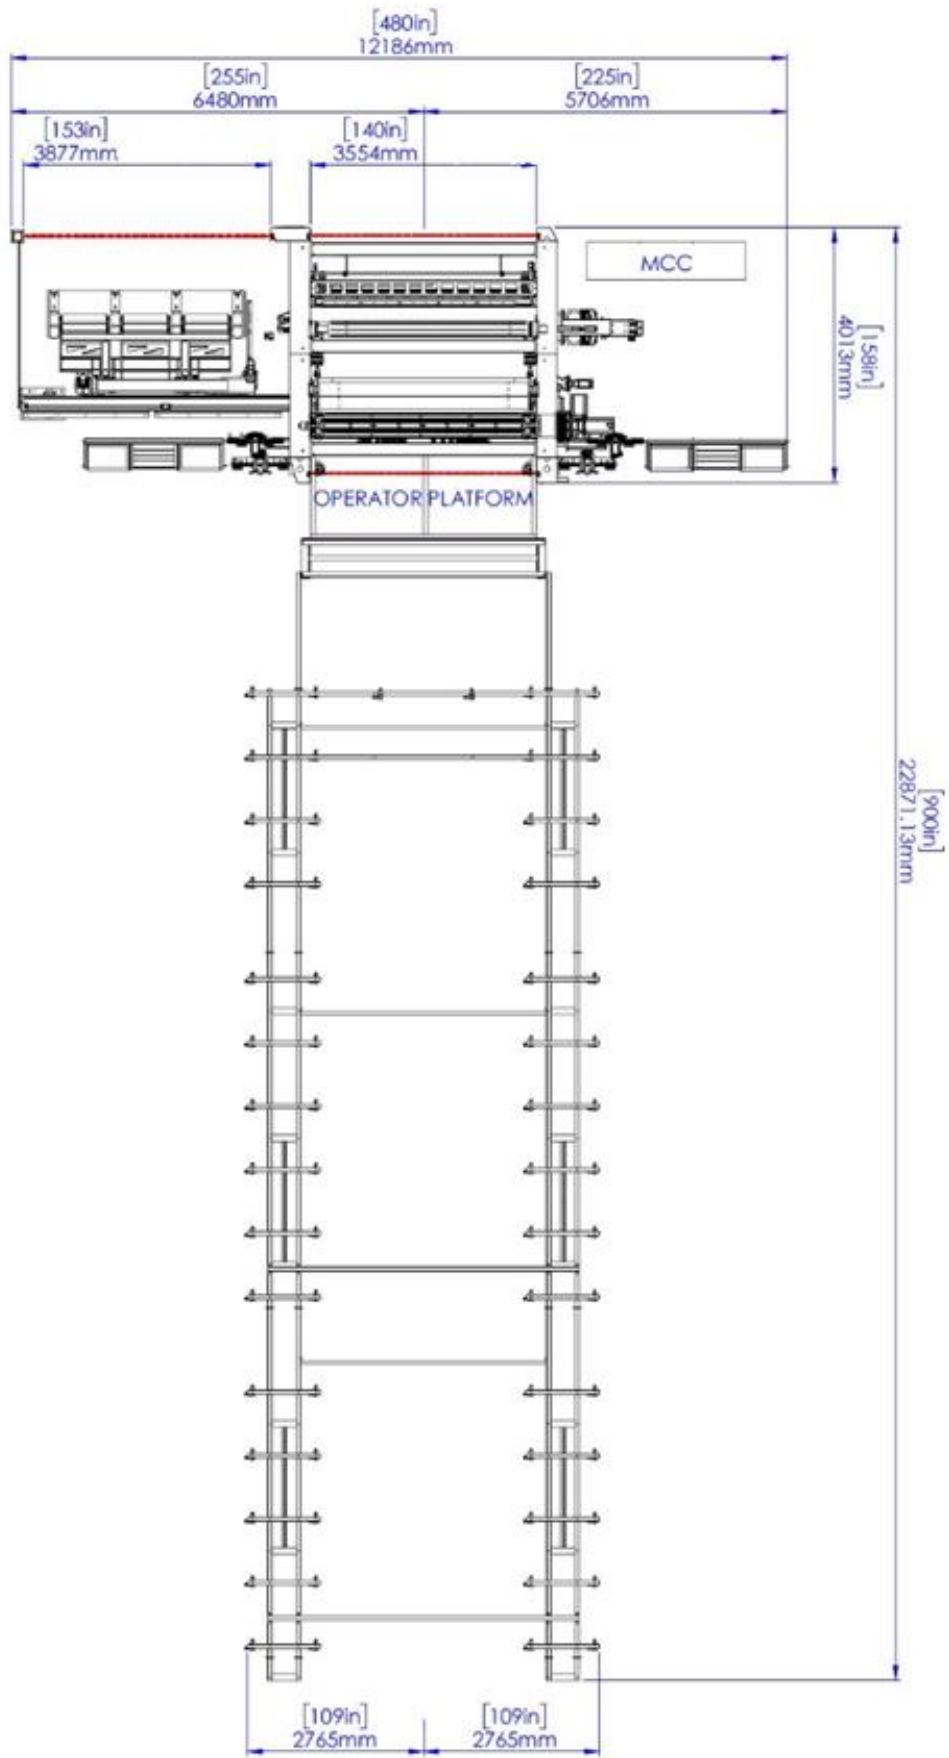 [480in]
12186mm
[255in]
6480mm
[225in]
5706mm
[153in]
3877mm
[140in]
3554mm
MCC
[158in]
4013mm
OPERATOR PLATFORM
[900in]
22871.13mm
[109in]
2765mm
[109in]
2765mm